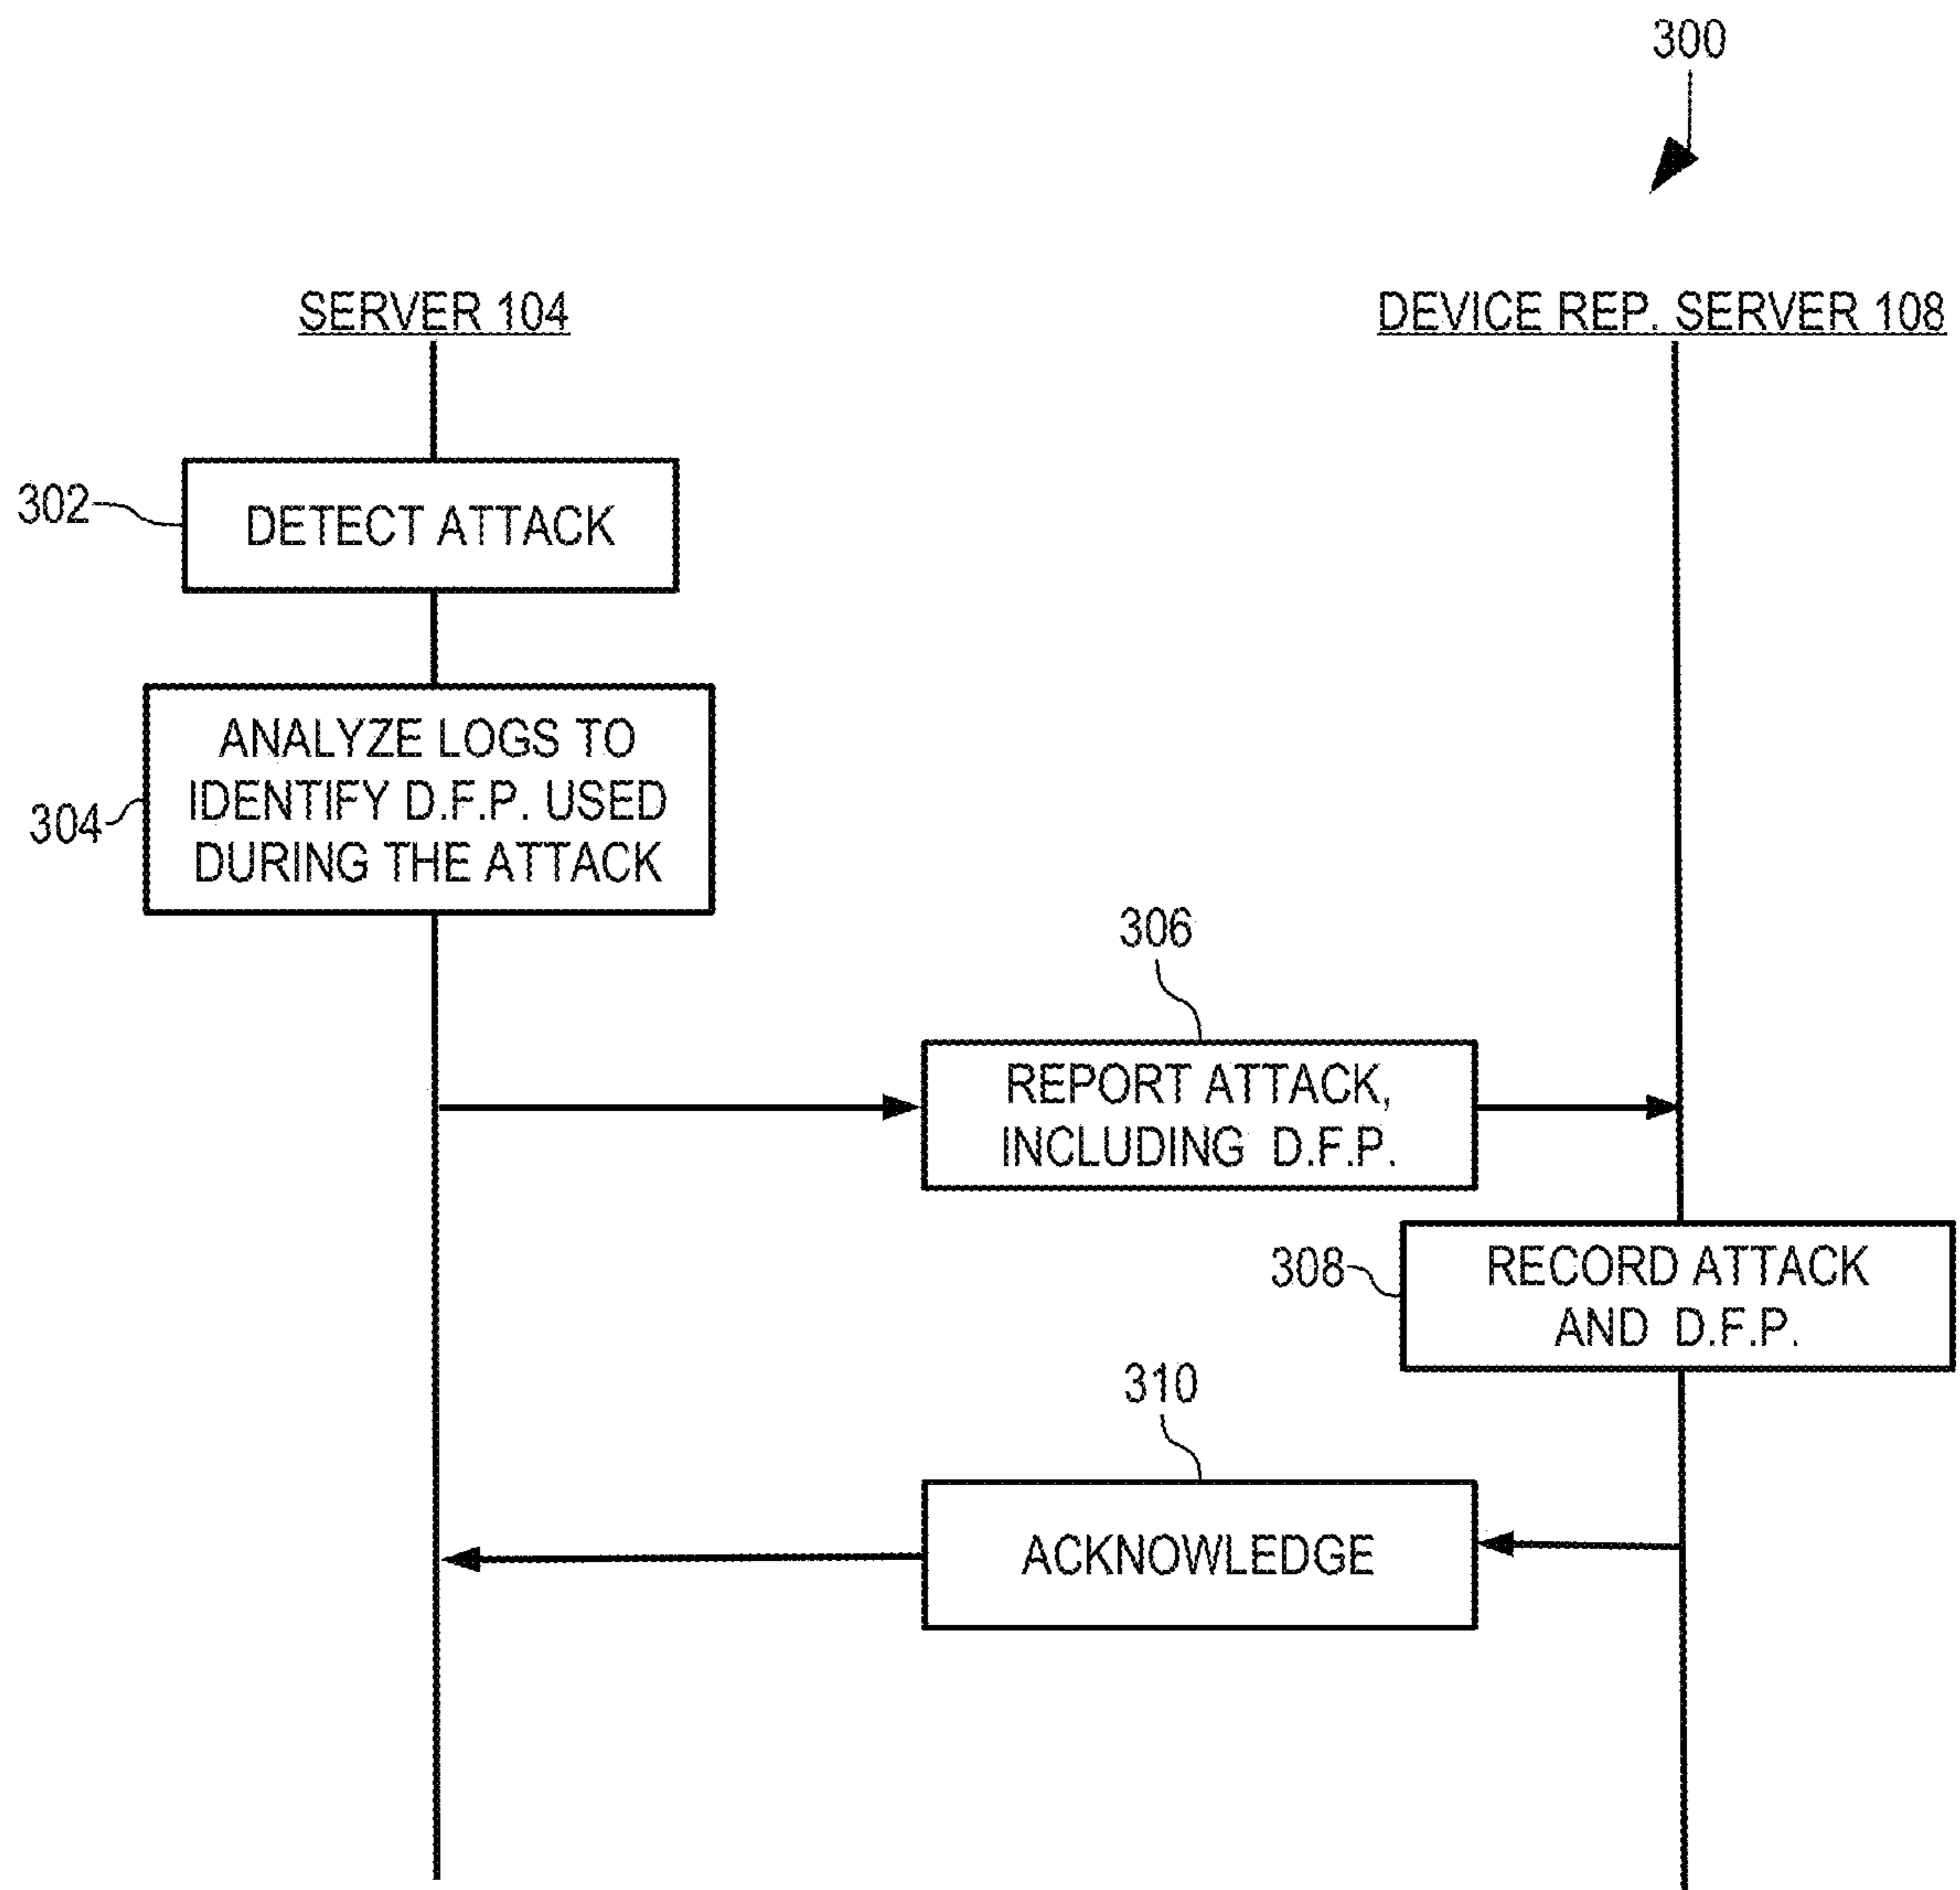 300
SERVER 104
DEVICE REP. SERVER 108
302
DETECT ATTACK
304
ANALYZE LOGS TO
IDENTIFY D.F.P. USED
DURING THE ATTACK
306
REPORT ATTACK,
INCLUDING D.F.P.
308
RECORD ATTACK
AND D.F.P.
310
ACKNOWLEDGE